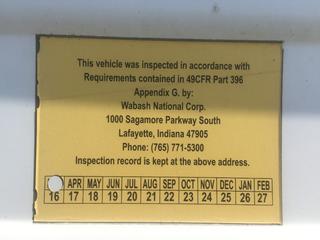 This vehicle was inspected in accordance with
Requirements contained in 49CFR Part 396
Appendix G. by:
Wabash National Corp.
1000 Sagamore Parkway South
Lafayette, Indiana 47905
Phone: (765) 771-5300
Inspection record is kept at the above address.
APR MAY JUN JUL AUG SEP OCT NOV DEC JAN FEB
16 17 18 19 20 21 22 23 24 25 26 27